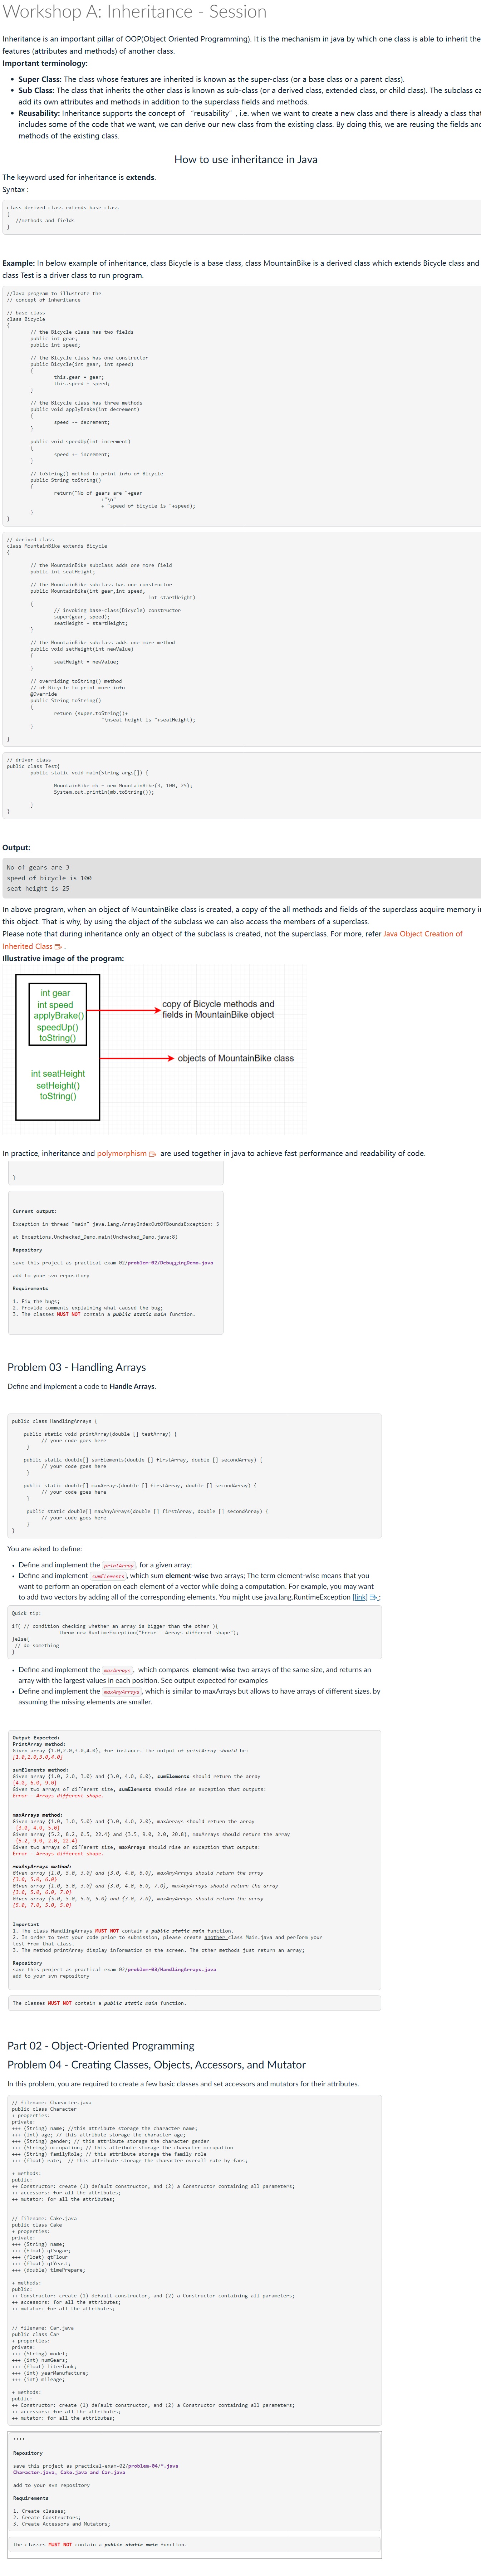 Workshop A: Inheritance - Session
Inheritance is an important pillar of OOP(Object Oriented Programming). It is the mechanism in java by which one class is able to inherit the
features (attributes and methods) of another class.
Important terminology:
• Super Class: The class whose features are inherited is known as the super-class (or a base class or a parent class).
• Sub Class: The class that inherits the other class is known as sub-class (or a derived class, extended class, or child class). The subclass ca
add its own attributes and methods in addition to the superclass fields and methods.
• Reusability: Inheritance supports the concept of "reusability", i.e. when we want to create a new class and there is already a class that
includes some of the code that we want, we can derive our new class from the existing class. By doing this, we are reusing the fields and
methods of the existing class.
How to use inheritance in Java
The keyword used for inheritance is extends.
Syntax :
class derived-class extends base-class
{
//methods and fields
}
Example: In below example of inheritance, class Bicycle is a base class, class MountainBike is a derived class which extends Bicycle class and
class Test is a driver class to run program.
//Java program to illustrate the
// concept of inheritance
// base class
class Bicycle
{
// the Bicycle class has two fields
public int gear;
public int speed;
// the Bicycle class has one constructor
public Bicycle(int gear, int speed)
{
this.gear = gear;
this.speed = speed;
}
// the Bicycle class has three methods
public void applyBrake(int decrement)
{
speed -= decrement;
}
public void speedUp(int increment)
{
speed += increment;
}
// toString() method to print info of Bicycle
public String toString()
{
return("No of gears are "+gear
+"\n"
+ "speed of bicycle is "+speed);
}
}
// derived class
class MountainBike extends Bicycle
{
// the MountainBike subclass adds one more field
public int seatHeight;
// the MountainBike subclass has one constructor
public MountainBike(int gear,int speed,
int startHeight)
{
// invoking base-class(Bicycle) constructor
super(gear, speed);
seatHeight = startHeight;
}
// the MountainBike subclass adds one more method
public void setHeight(int newValue)
{
seatHeight = newValue;
}
// overriding toString() method
// of Bicycle to print more info
@Override
public String toString()
{
return (super.toString()+
"\nseat height is "+seatHeight);
}
}
// driver class
public class Test{
public static void main(String args[]) {
MountainBike mb = new MountainBike(3, 100, 25);
System.out.println(mb.toString());
}
}
Output:
No of gears are 3
speed of bicycle is 100
seat height is 25
In above program, when an object of MountainBike class is created, a copy of the all methods and fields of the superclass acquire memory in
this object. That is why, by using the object of the subclass we can also access the members of a superclass.
Please note that during inheritance only an object of the subclass is created, not the superclass. For more, refer Java Object Creation of
Inherited Class .
Illustrative image of the program:
int gear
int speed
applyBrake()
speedUp()
toString()
copy of Bicycle methods and
fields in MountainBike object
objects of MountainBike class
int seatHeight
setHeight()
toString()
In practice, inheritance and polymorphism are used together in java to achieve fast performance and readability of code.
}
Current output:
Exception in thread "main" java.lang.ArrayIndexOutOfBoundsException: 5
at Exceptions.Unchecked_Demo.main(Unchecked_Demo.java:8)
Repository
save this project as practical-exam-02/problem-02/DebuggingDemo.java
add to your svn repository
Requirements
1. Fix the bugs;
2. Provide comments explaining what caused the bug;
3. The classes MUST NOT contain a public static main function.
Problem 03 - Handling Arrays
Define and implement a code to Handle Arrays.
public class HandlingArrays {
public static void printArray(double [] testArray) {
// your code goes here
}
public static double[] sumElements(double [] firstArray, double [] secondArray) {
// your code goes here
}
public static double[] maxArrays(double [] firstArray, double [] secondArray) {
// your code goes here
}
public static double[] maxAnyArrays(double [] firstArray, double [] secondArray) {
// your code goes here
}
}
You are asked to define:
• Define and implement the printArray, for a given array;
• Define and implement sumElements, which sum element-wise two arrays; The term element-wise means that you
want to perform an operation on each element of a vector while doing a computation. For example, you may want
to add two vectors by adding all of the corresponding elements. You might use java.lang.RuntimeException [link] ;
Quick tip:
if( // condition checking whether an array is bigger than the other ){
throw new RuntimeException("Error – Arrays different shape");
}else{
// do something
}
• Define and implement the maxArrays, which compares element-wise two arrays of the same size, and returns an
array with the largest values in each position. See output expected for examples
• Define and implement the maxAnyArrays, which is similar to maxArrays but allows to have arrays of different sizes, by
assuming the missing elements are smaller.
Output Expected:
PrintArray method:
Given array {1.0,2.0,3.0,4.0}, for instance. The output of printArray should be:
[1.0,2.0,3.0,4.0]
sumElements method:
Given array {1.0, 2.0, 3.0} and {3.0, 4.0, 6.0}, sumElements should return the array
{4.0, 6.0, 9.0}
Given two arrays of different size, sumElements should rise an exception that outputs:
Error – Arrays different shape.
maxArrays method:
Given array {1.0, 3.0, 5.0} and {3.0, 4.0, 2.0}, maxArrays should return the array
{3.0, 4.0, 5.0}
Given array {5.2, 8.2, 0.5, 22.4} and {3.5, 9.0, 2.0, 20.8}, maxArrays should return the array
{5.2, 9.0, 2.0, 22.4}
Given two arrays of different size, maxArrays should rise an exception that outputs:
Error – Arrays different shape.
maxAnyArrays method:
Given array {1.0, 5.0, 3.0} and {3.0, 4.0, 6.0}, maxAnyArrays should return the array
{3.0, 5.0, 6.0}
Given array {1.0, 5.0, 3.0} and {3.0, 4.0, 6.0, 7.0}, maxAnyArrays should return the array
{3.0, 5.0, 6.0, 7.0}
Given array {5.0, 5.0, 5.0, 5.0} and {3.0, 7.0}, maxAnyArrays should return the array
{5.0, 7.0, 5.0, 5.0}
Important
1. The class HandlingArrays MUST NOT contain a public static main function.
2. In order to test your code prior to submission, please create another class Main.java and perform your
test from that class.
3. The method printArray display information on the screen. The other methods just return an array;
Repository
save this project as practical-exam-02/problem-03/HandlingArrays.java
add to your svn repository
The classes MUST NOT contain a public static main function.
Part 02 - Object-Oriented Programming
Problem 04 - Creating Classes, Objects, Accessors, and Mutator
In this problem, you are required to create a few basic classes and set accessors and mutators for their attributes.
// filename: Character.java
public class Character
+ properties:
private:
+++ (String) name; //this attribute storage the character name;
+++ (int) age; // this attribute storage the character age;
+++ (String) gender; // this attribute storage the character gender
+++ (String) occupation; // this attribute storage the character occupation
+++ (String) familyRole; // this attribute storage the family role
+++ (float) rate; // this attribute storage the character overall rate by fans;
+ methods:
public:
++ Constructor: create (1) default constructor, and (2) a Constructor containing all parameters;
++ accessors: for all the attributes;
++ mutator: for all the attributes;
// filename: Cake.java
public class Cake
+ properties:
private:
+++ (String) name;
+++ (float) qtSugar;
+++ (float) qtFlour
+++ (float) qtYeast;
+++ (double) timePrepare;
+ methods:
public:
++ Constructor: create (1) default constructor, and (2) a Constructor containing all parameters;
++ accessors: for all the attributes;
++ mutator: for all the attributes;
// filename: Car.java
public class Car
+ properties:
private:
+++ (String) model;
+++ (int) numGears;
+++ (float) literTank;
+++ (int) yearManufacture;
+++ (int) mileage;
+ methods:
public:
++ Constructor: create (1) default constructor, and (2) a Constructor containing all parameters;
++ accessors: for all the attributes;
++ mutator: for all the attributes;
....
Repository
save this project as practical-exam-02/problem-04/*.java
Character.java, Cake.java and Car.java
add to your svn repository
Requirements
1. Create classes;
2. Create Constructors;
3. Create Accessors and Mutators;
The classes MUST NOT contain a public static main function.